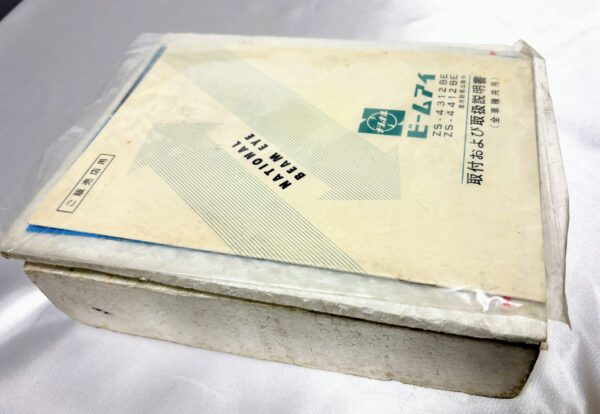 ビームアイ
ZS-4312BE
ZS-4412BE
取付および取扱説明書
(全車種共用)
NATIONAL
BEAM EYE
ご販売店用